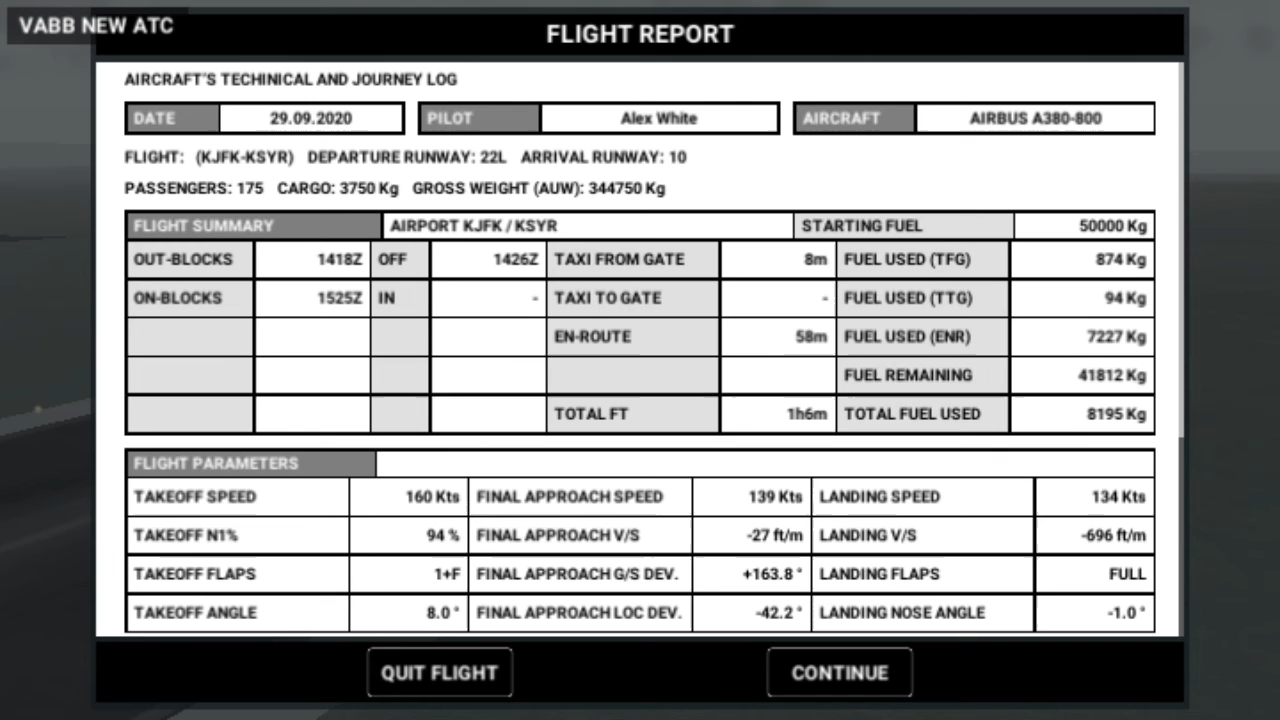 VABB NEW ATC
FLIGHT REPORT
AIRCRAFT'S TECHINICAL AND JOURNEY LOG
DATE 29.09.2020 PILOT Alex White AIRCRAFT AIRBUS A380-800
FLIGHT: (KJFK-KSYR) DEPARTURE RUNWAY: 22L ARRIVAL RUNWAY: 10
PASSENGERS: 175 CARGO: 3750 Kg GROSS WEIGHT (AUW): 344750 Kg
FLIGHT SUMMARY AIRPORT KJFK / KSYR STARTING FUEL 50000 Kg
OUT-BLOCKS 1418Z OFF 1426Z TAXI FROM GATE 8m FUEL USED (TFG) 874 Kg
ON-BLOCKS 1525Z IN - TAXI TO GATE - FUEL USED (TTG) 94 Kg
EN-ROUTE 58m FUEL USED (ENR) 7227 Kg
FUEL REMAINING 41812 Kg
TOTAL FT 1h6m TOTAL FUEL USED 8195 Kg
FLIGHT PARAMETERS
TAKEOFF SPEED 160 Kts FINAL APPROACH SPEED 139 Kts LANDING SPEED 134 Kts
TAKEOFF N1% 94 % FINAL APPROACH V/S -27 ft/m LANDING V/S -696 ft/m
TAKEOFF FLAPS 1+F FINAL APPROACH G/S DEV. +163.8 ° LANDING FLAPS FULL
TAKEOFF ANGLE 8.0 ° FINAL APPROACH LOC DEV. -42.2 ° LANDING NOSE ANGLE -1.0 °
QUIT FLIGHT CONTINUE